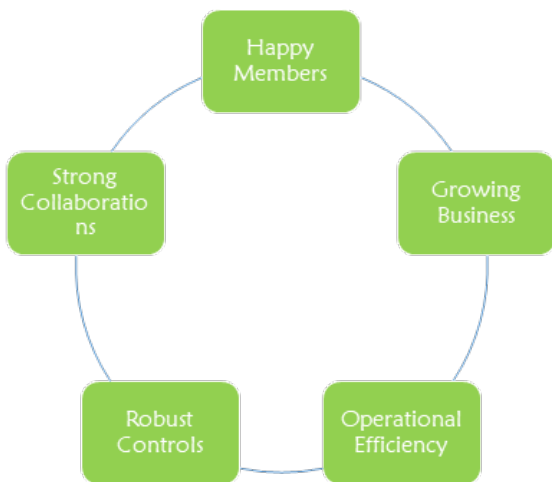 Happy
Members
Growing
Business
Operational
Efficiency
Robust
Controls
Strong
Collaboratio
ns